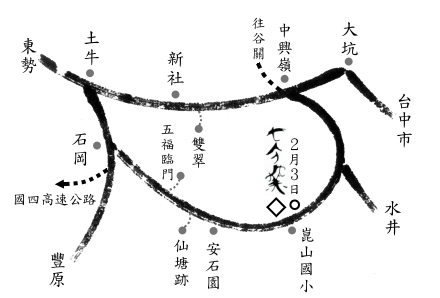 東勢
土牛
新社
往谷關
中興嶺
大坑
台中市
石岡
五福臨門
雙翠
2月3日
國四高速公路
水井
豐原
仙塘跡
安石園
崑山國小